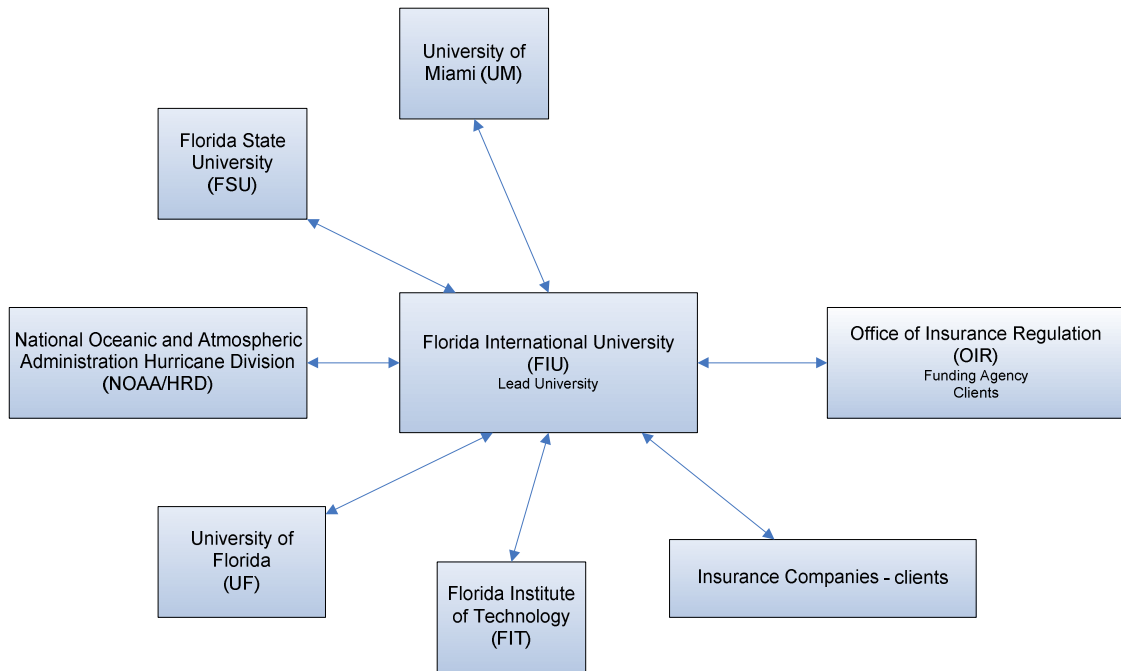 University of
Miami (UM)
Florida State
University
(FSU)
National Oceanic and Atmospheric
Administration Hurricane Division
(NOAA/HRD)
Florida International University
(FIU)
Lead University
Office of Insurance Regulation
(OIR)
Funding Agency
Clients
University of
Florida
(UF)
Florida Institute
of Technology
(FIT)
Insurance Companies - clients